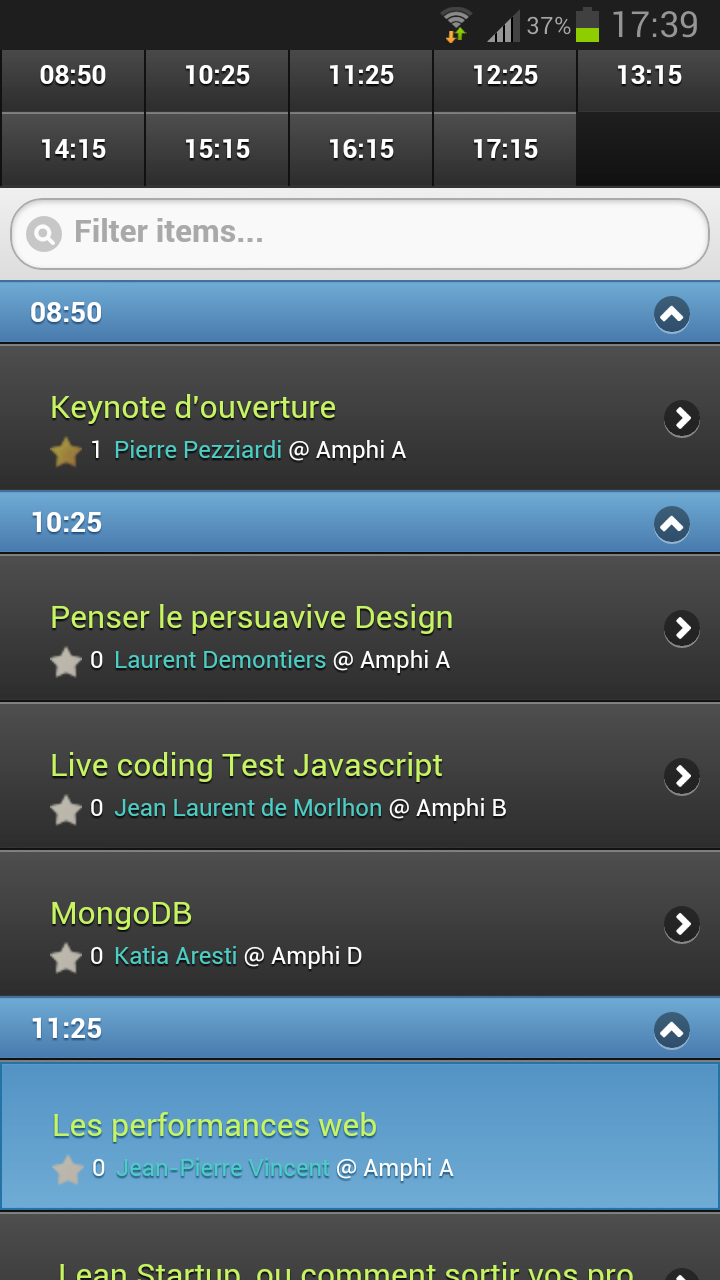 37% 17:39
08:50 10:25 11:25 12:25 13:15
14:15 15:15 16:15 17:15
Filter items...
08:50
Keynote d'ouverture
1 Pierre Pezziardi @ Amphi A
10:25
Penser le persuavive Design
0 Laurent Demontiers @ Amphi A
Live coding Test Javascript
0 Jean Laurent de Morlhon @ Amphi B
MongoDB
0 Katia Aresti @ Amphi D
11:25
Les performances web
0 Jean-Pierre Vincent @ Amphi A
Lean Startup, ou comment sortir vos pro